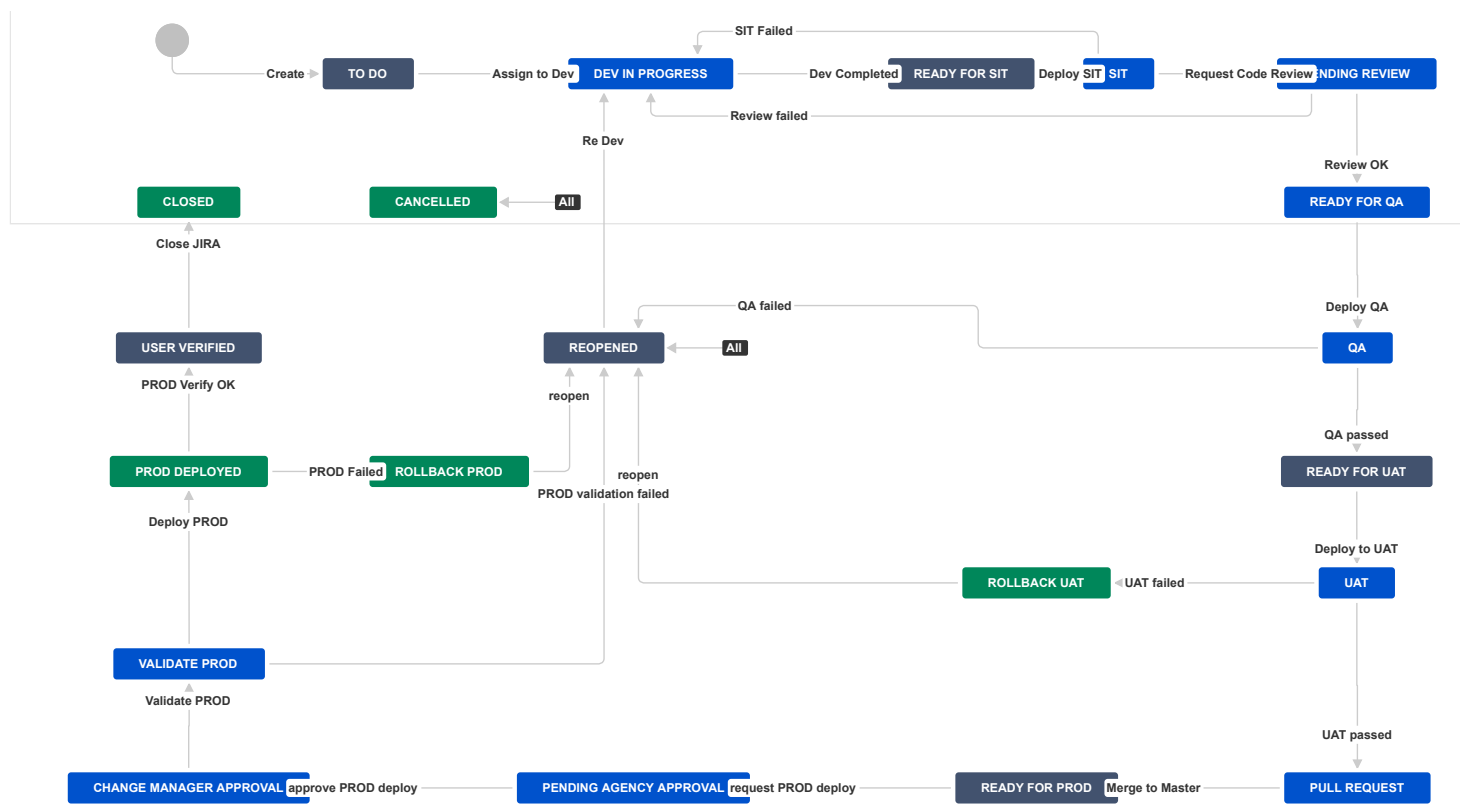 SIT Failed
Create
TO DO
Assign to Dev
DEV IN PROGRESS
Dev Completed
READY FOR SIT
Deploy SIT
SIT
Request Code Review
NDING REVIEW
Review failed
Re Dev
Review OK
CLOSED
CANCELLED
All
READY FOR QA
Close JIRA
QA failed
Deploy QA
USER VERIFIED
REOPENED
All
QA
PROD Verify OK
reopen
QA passed
PROD DEPLOYED
PROD Failed
ROLLBACK PROD
reopen
READY FOR UAT
PROD validation failed
Deploy PROD
Deploy to UAT
ROLLBACK UAT
UAT failed
UAT
VALIDATE PROD
Validate PROD
UAT passed
CHANGE MANAGER APPROVAL
approve PROD deploy
PENDING AGENCY APPROVAL
request PROD deploy
READY FOR PROD
Merge to Master
PULL REQUEST